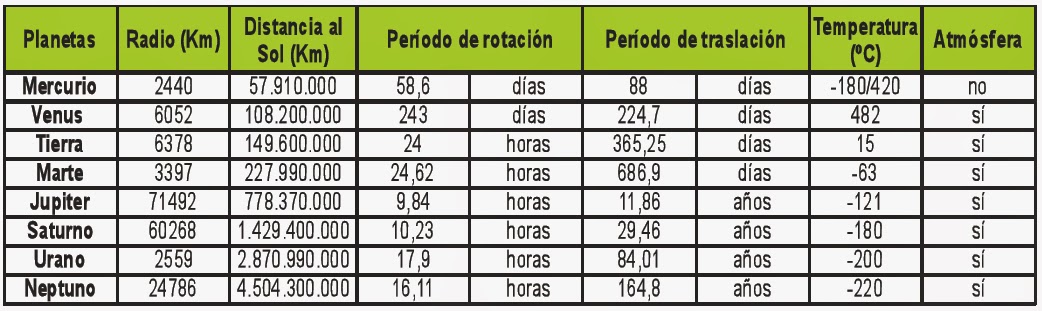 Planetas Radio (Km) Distancia al Sol (Km) Período de rotación Período de traslación Temperatura (ºC) Atmósfera
Mercurio 2440 57.910.000 58,6 días 88 días -180/420 no
Venus 6052 108.200.000 243 días 224,7 días 482 sí
Tierra 6378 149.600.000 24 horas 365,25 días 15 sí
Marte 3397 227.990.000 24,62 horas 686,9 días -63 sí
Jupiter 71492 778.370.000 9,84 horas 11,86 años -121 sí
Saturno 60268 1.429.400.000 10,23 horas 29,46 años -180 sí
Urano 2559 2.870.990.000 17,9 horas 84,01 años -200 sí
Neptuno 24786 4.504.300.000 16,11 horas 164,8 años -220 sí